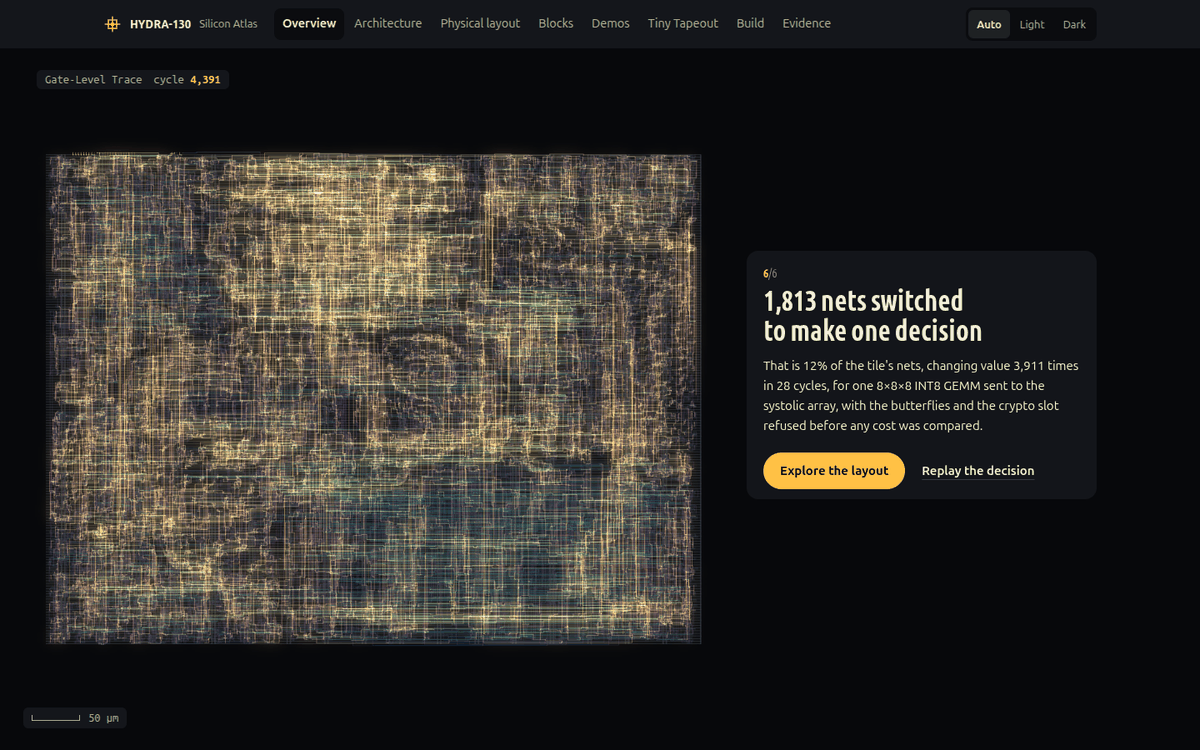 HYDRA-130 Silicon Atlas Overview Architecture Physical layout Blocks Demos Tiny Tapeout Build Evidence Auto Light Dark
Gate-Level Trace cycle 4,391
6/6
1,813 nets switched
to make one decision
That is 12% of the tile's nets, changing value 3,911 times
in 28 cycles, for one 8×8×8 INT8 GEMM sent to the
systolic array, with the butterflies and the crypto slot
refused before any cost was compared.
Explore the layout Replay the decision
50 µm